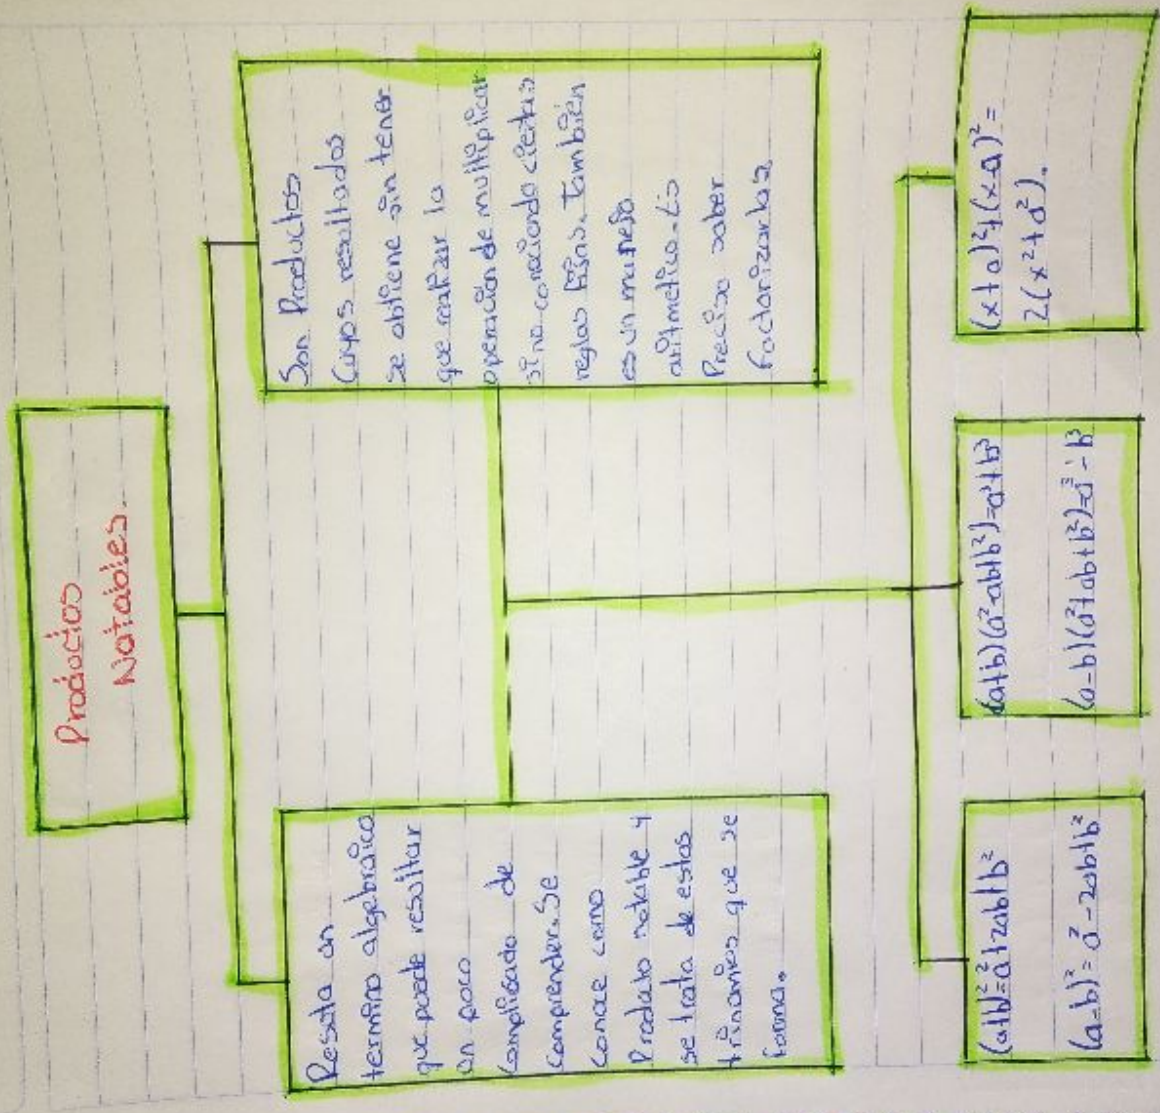 Productos
Notables.
Resulta un
termino algebraico
que puede resultar
un poco
Complicado de
Comprender. Se
conoce como
Producto notable y
se trata de estos
trinomios que se
forma.
Son Productos
Cuyos resultados
se obtiene sin tener
que realizar la
operación de multiplicar
sino conociendo ciertas
reglas fijas. También
es un manejo
aritmetico. Es
Preciso saber
factorizarlas
(a+b)²=a²+2ab+b²
(a-b)²=a²-2ab+b²
(a+b)(a²-ab+b²)=a³+b³
(a-b)(a²+ab+b²)=a³-b³
(x+a)²+(x-a)²=
2(x²+a²).